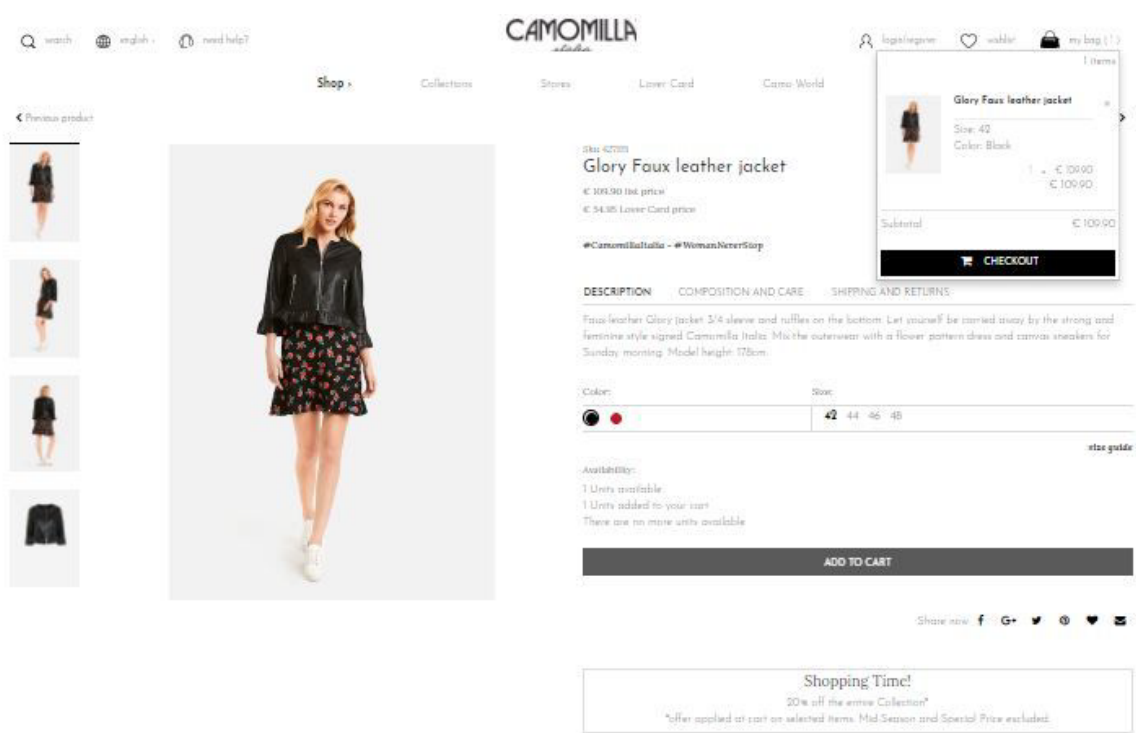 search
english
need help?
CAMOMILLA
italia
login/register
wishlist
my bag ( 1 )
Shop
Collections
Stores
Lover Card
Camo World
1 items
Glory Faux leather jacket
Size: 42
Color: Black
1
€ 109.90
€ 109.90
Subtotal
€ 109.90
CHECKOUT
Previous product
Glory Faux leather jacket
€ 109.90 list price
€ 54.95 Lover Card price
#CamomillaItalia - #WomanNeverStop
DESCRIPTION
COMPOSITION AND CARE
SHIPPING AND RETURNS
Faux-leather Glory jacket. 3/4 sleeve and ruffles on the bottom. Let yourself be carried away by the strong and
feminine style signed Camomilla Italia. Mix the outerwear with a flower pattern dress and canvas sneakers for
Sunday morning. Model height: 178cm.
Color:
Size:
42 44 46 48
size guide
Availability:
1 Units available
1 Units added to your cart
There are no more units available
ADD TO CART
Share now
Shopping Time!
20% off the entire Collection*
*offer applied at cart on selected items. Mid-Season and Special Price excluded.